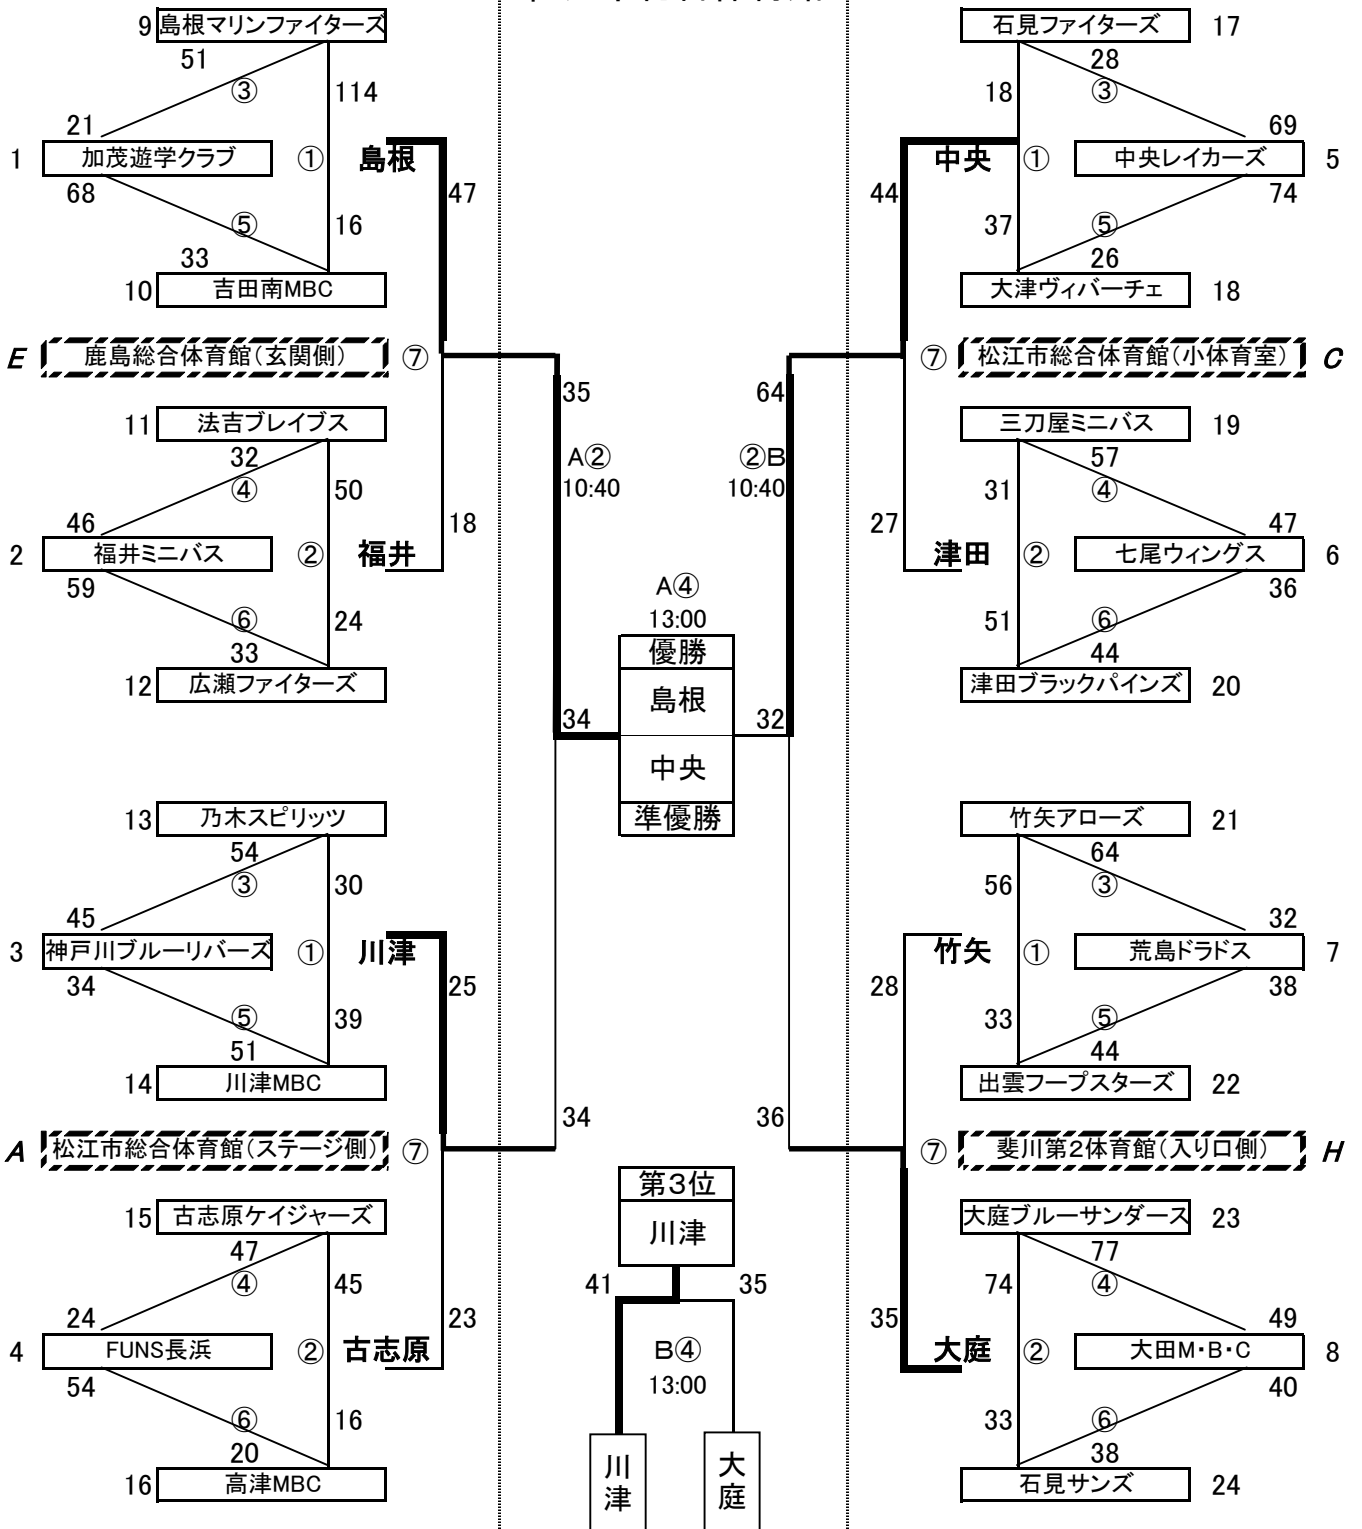 9 島根マリンファイターズ
51
③
114
21
1 加茂遊学クラブ ① 島根
68
47
⑤
16
33
10 吉田南MBC
E 鹿島総合体育館(玄関側) ⑦
11 法吉ブレイブス
32
④
50
46
18
2 福井ミニバス ② 福井
59
⑥
24
33
12 広瀬ファイターズ
13 乃木スピリッツ
54
③
30
45
3 神戸川ブルーリバーズ ① 川津
34
25
⑤
39
51
14 川津MBC
A 松江市総合体育館(ステージ側) ⑦
15 古志原ケイジャーズ
47
④
45
24
23
4 FUNS長浜 ② 古志原
54
⑥
16
20
16 高津MBC
35
64
A② ②B
10:40 10:40
A④
13:00
優勝
島根
34
32
中央
準優勝
34
36
第3位
川津
41
35
B④
13:00
川津
大庭
石見ファイターズ 17
28
18
③
69
中央 ① 中央レイカーズ 5
44
74
37
⑤
26
大津ヴィバーチェ 18
⑦ 松江市総合体育館(小体育室) C
三刀屋ミニバス 19
57
31
④
27
47
津田 ② 七尾ウィングス 6
36
51
⑥
44
津田ブラックパインズ 20
竹矢アローズ 21
64
56
③
32
竹矢 ① 荒島ドラドス 7
28
38
33
⑤
44
出雲フープスターズ 22
⑦ 斐川第2体育館(入り口側) H
大庭ブルーサンダース 23
77
74
④
35
49
大庭 ② 大田M・B・C 8
40
33
⑥
38
石見サンズ 24